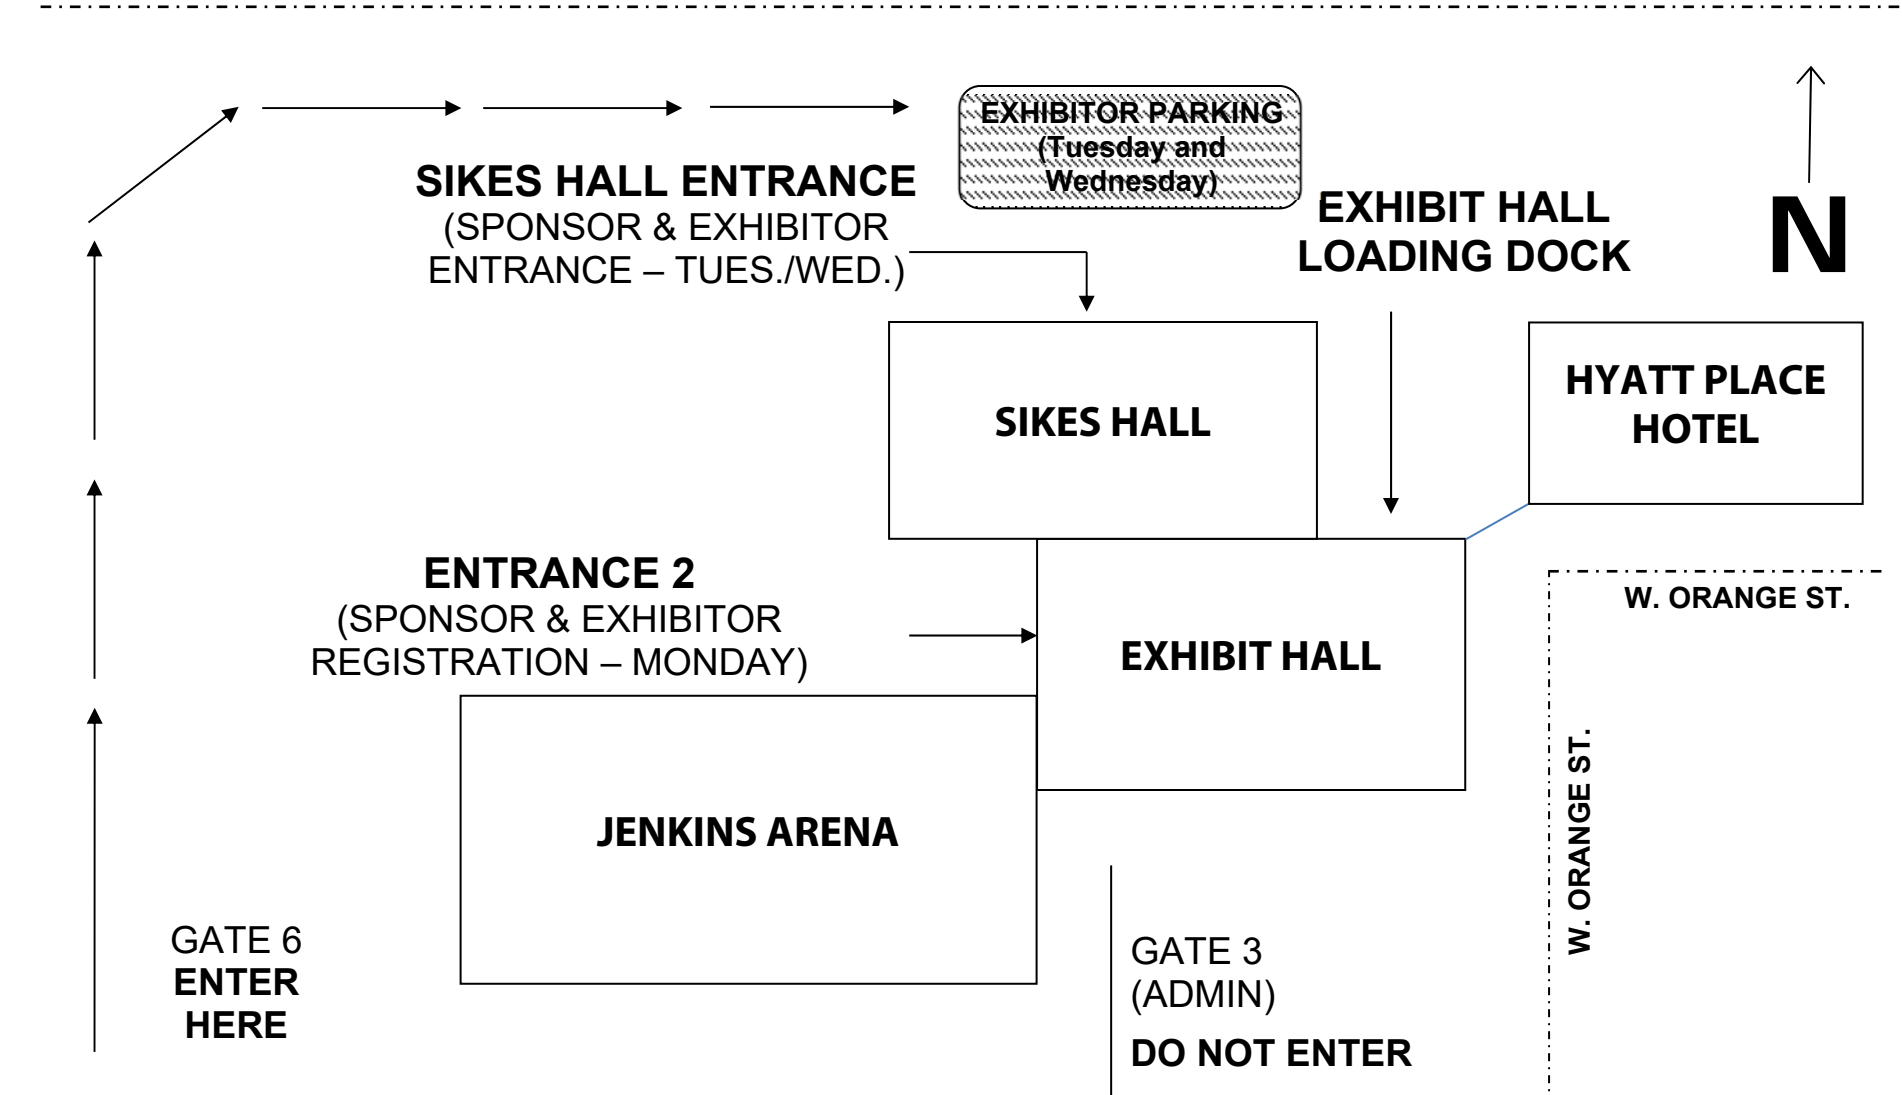 EXHIBITOR PARKING
(Tuesday and
Wednesday)
SIKES HALL ENTRANCE
(SPONSOR & EXHIBITOR
ENTRANCE – TUES./WED.)
EXHIBIT HALL
LOADING DOCK
N
SIKES HALL
HYATT PLACE
HOTEL
ENTRANCE 2
(SPONSOR & EXHIBITOR
REGISTRATION – MONDAY)
EXHIBIT HALL
W. ORANGE ST.
W. ORANGE ST.
JENKINS ARENA
GATE 6
ENTER
HERE
GATE 3
(ADMIN)
DO NOT ENTER